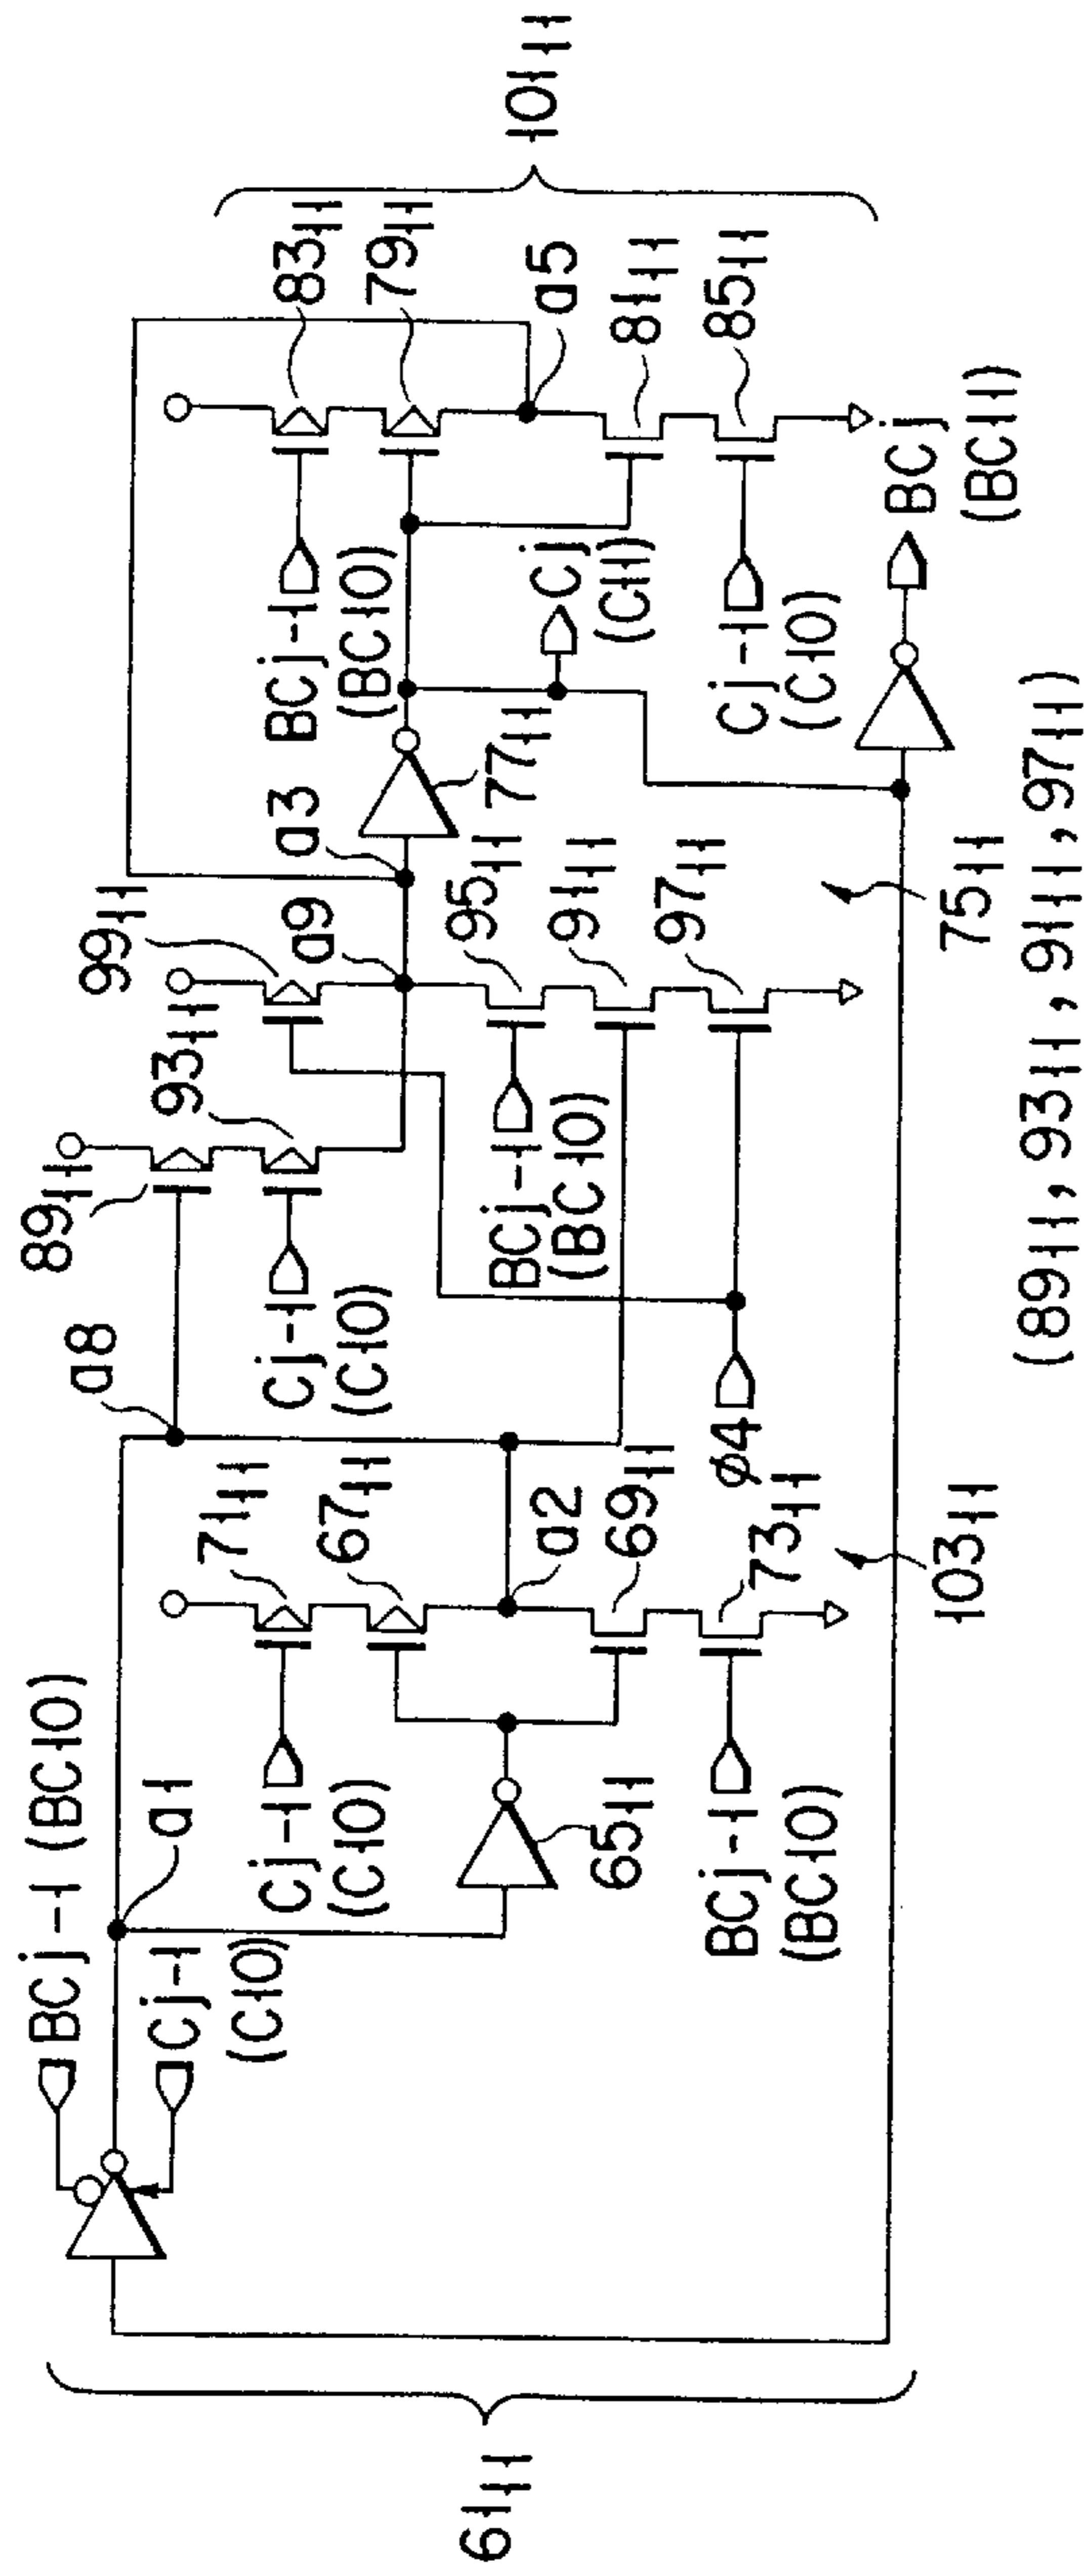 61₁₁
BCj-1 (BC10)
Cj-1
(C10)
a1
Cj-1
(C10)
65₁₁
BCj-1
(BC10)
71₁₁
67₁₁
a2
69₁₁
73₁₁
103₁₁
a8
ø4
89₁₁
93₁₁
Cj-1
(C10)
99₁₁
a9
BCj-1
(BC10)
95₁₁
91₁₁
97₁₁
75₁₁
(89₁₁, 93₁₁, 91₁₁, 97₁₁)
a3
77₁₁
BCj-1
(BC10)
Cj
(C11)
Cj-1
(C10)
83₁₁
79₁₁
a5
81₁₁
85₁₁
BCj
(BC11)
101₁₁